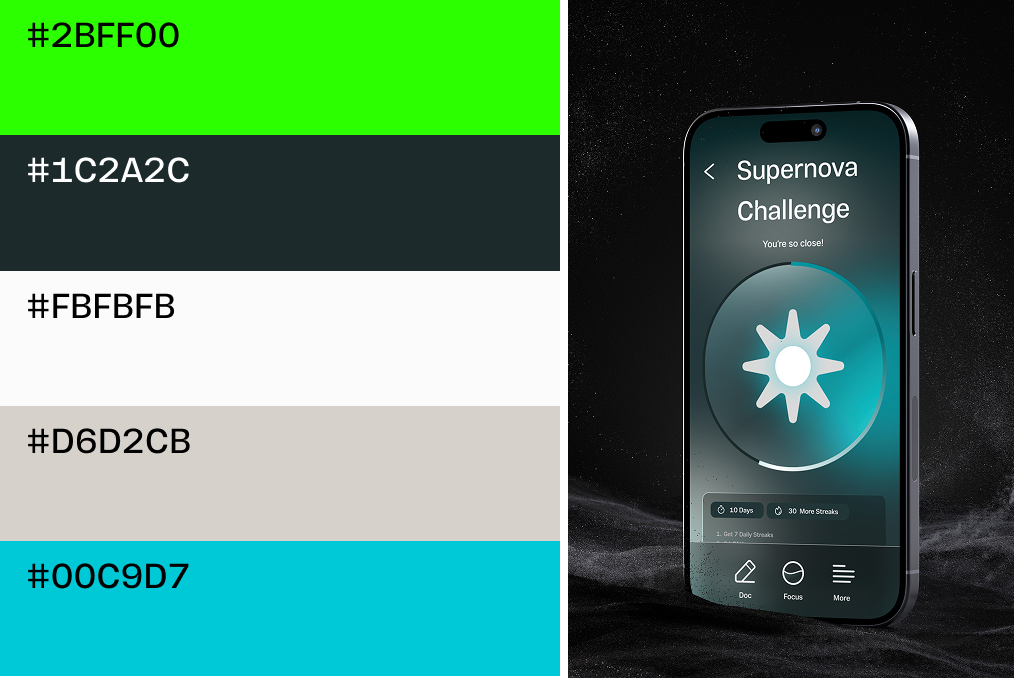 #2BFF00
#1C2A2C
#FBFBFB
#D6D2CB
#00C9D7
Supernova
Challenge
You're so close!
10 Days
30 More Streaks
1. Get 7 Daily Streaks
Doc
Focus
More